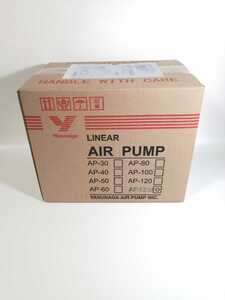 HANDLE WITH CARE
Yasunaga
LINEAR
AIR PUMP
AP-30 AP-80
AP-40 AP-100
AP-50 AP-120
AP-60
YASUNAGA AIR PUMP INC.